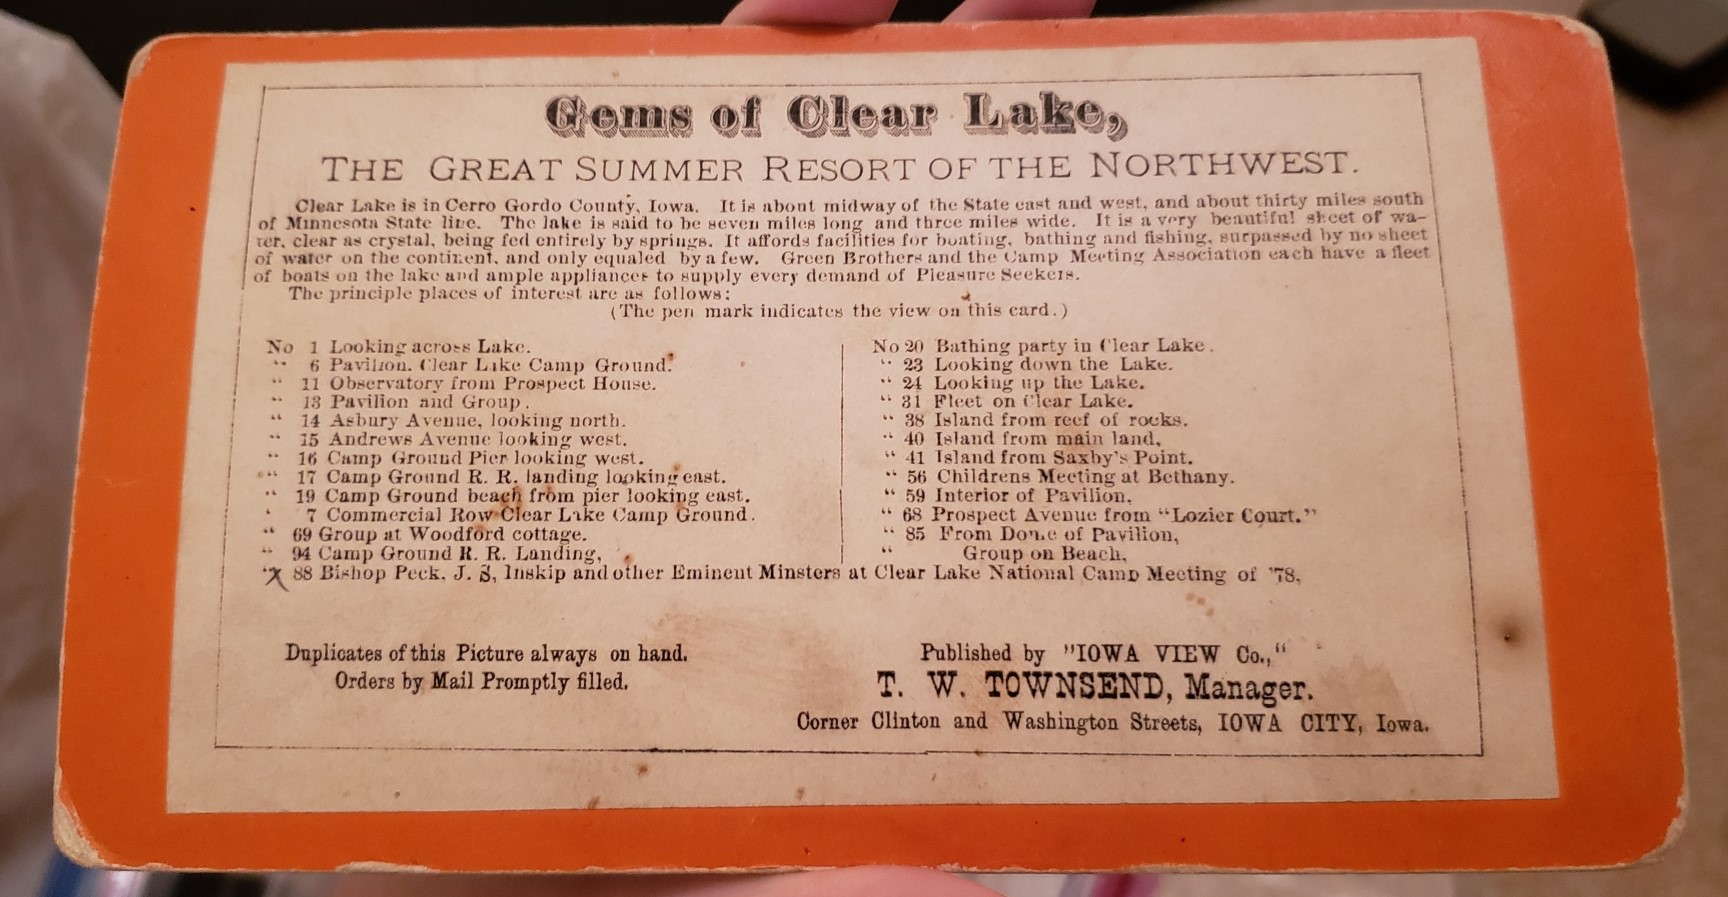 Gems of Clear Lake,
THE GREAT SUMMER RESORT OF THE NORTHWEST.
Clear Lake is in Cerro Gordo County, Iowa. It is about midway of the State east and west, and about thirty miles south
of Minnesota State line. The lake is said to be seven miles long and three miles wide. It is a very beautiful sheet of wa-
ter, clear as crystal, being fed entirely by springs. It affords facilities for boating, bathing and fishing, surpassed by no sheet
of water on the continent, and only equaled by a few. Green Brothers and the Camp Meeting Association each have a fleet
of boats on the lake and ample appliances to supply every demand of Pleasure Seekers.
The principle places of interest are as follows:
(The pen mark indicates the view on this card.)
No 1 Looking across Lake.
" 6 Pavilion. Clear Lake Camp Ground.
" 11 Observatory from Prospect House.
" 13 Pavilion and Group.
" 14 Asbury Avenue, looking north.
" 15 Andrews Avenue looking west.
" 16 Camp Ground Pier looking west.
" 17 Camp Ground R. R. landing looking east.
" 19 Camp Ground beach from pier looking east.
" 7 Commercial Row Clear Lake Camp Ground.
" 69 Group at Woodford cottage.
" 94 Camp Ground R. R. Landing,
No 20 Bathing party in Clear Lake.
" 23 Looking down the Lake.
" 24 Looking up the Lake.
" 31 Fleet on Clear Lake.
" 38 Island from reef of rocks.
" 40 Island from main land,
" 41 Island from Saxby's Point.
" 56 Childrens Meeting at Bethany.
" 59 Interior of Pavilion,
" 68 Prospect Avenue from "Lozier Court."
" 85 From Dome of Pavilion,
" Group on Beach,
" x 88 Bishop Peck, J. S, Inskip and other Eminent Minsters at Clear Lake National Camp Meeting of '78,
Duplicates of this Picture always on hand.
Orders by Mail Promptly filled.
Published by "IOWA VIEW Co.,"
T. W. TOWNSEND, Manager.
Corner Clinton and Washington Streets, IOWA CITY, Iowa.